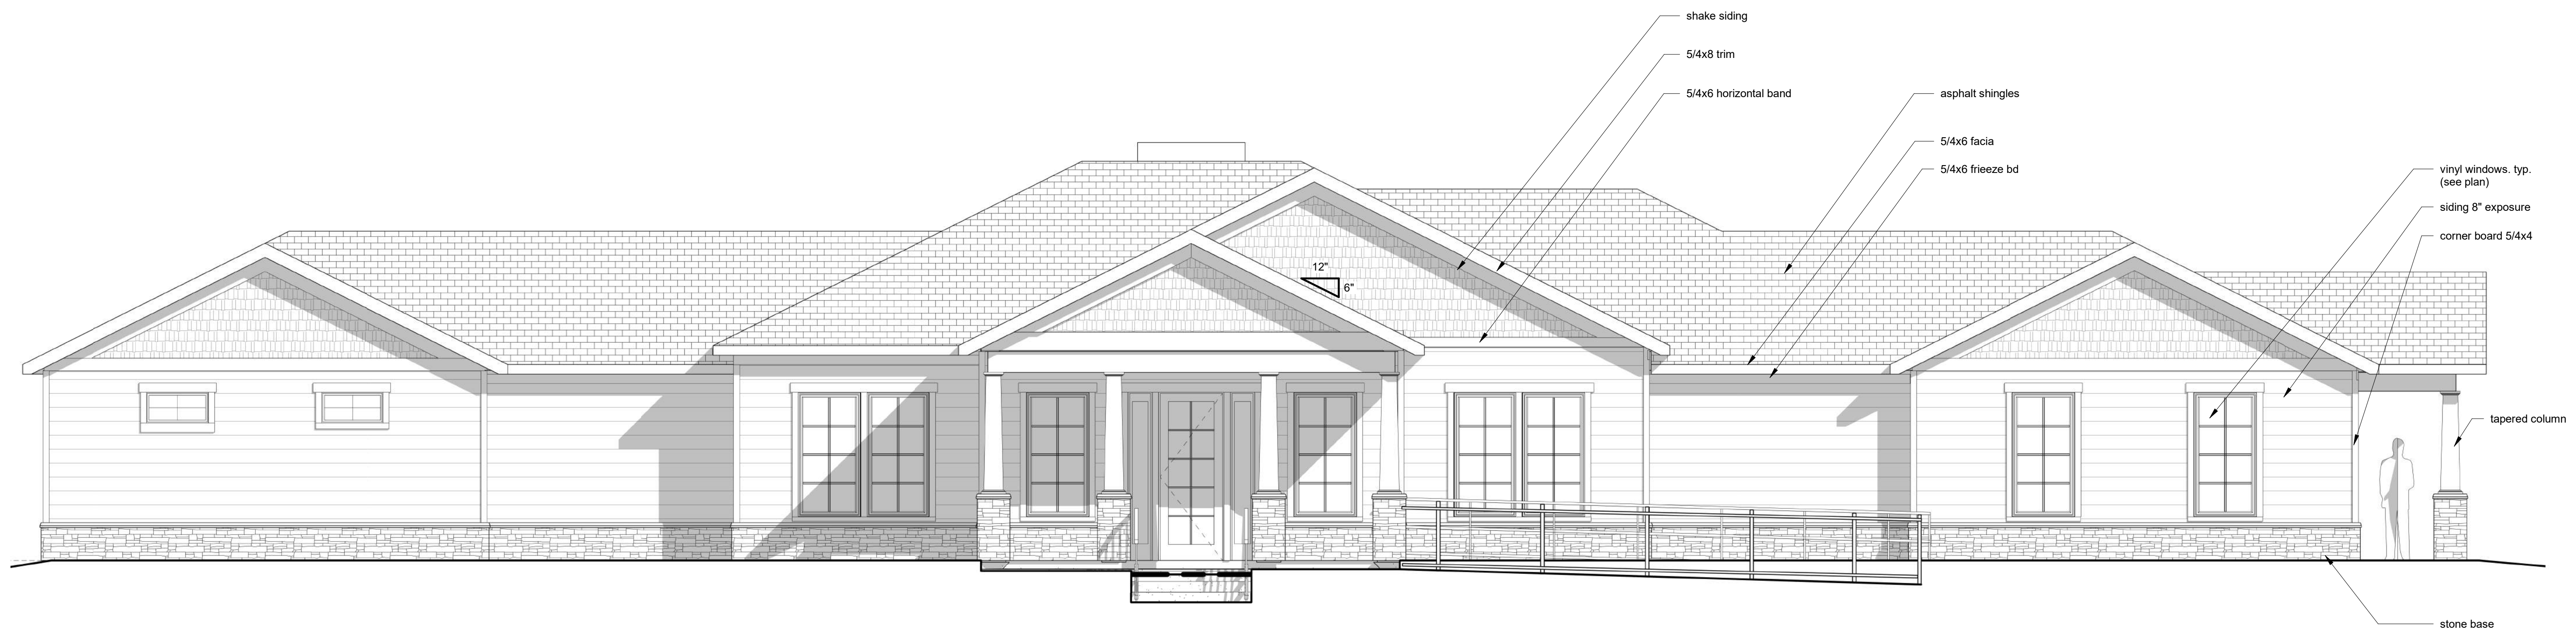 shake siding
5/4x8 trim
5/4x6 horizontal band
asphalt shingles
5/4x6 facia
5/4x6 frieeze bd
vinyl windows. typ.
(see plan)
siding 8" exposure
corner board 5/4x4
12"
6"
tapered column
stone base